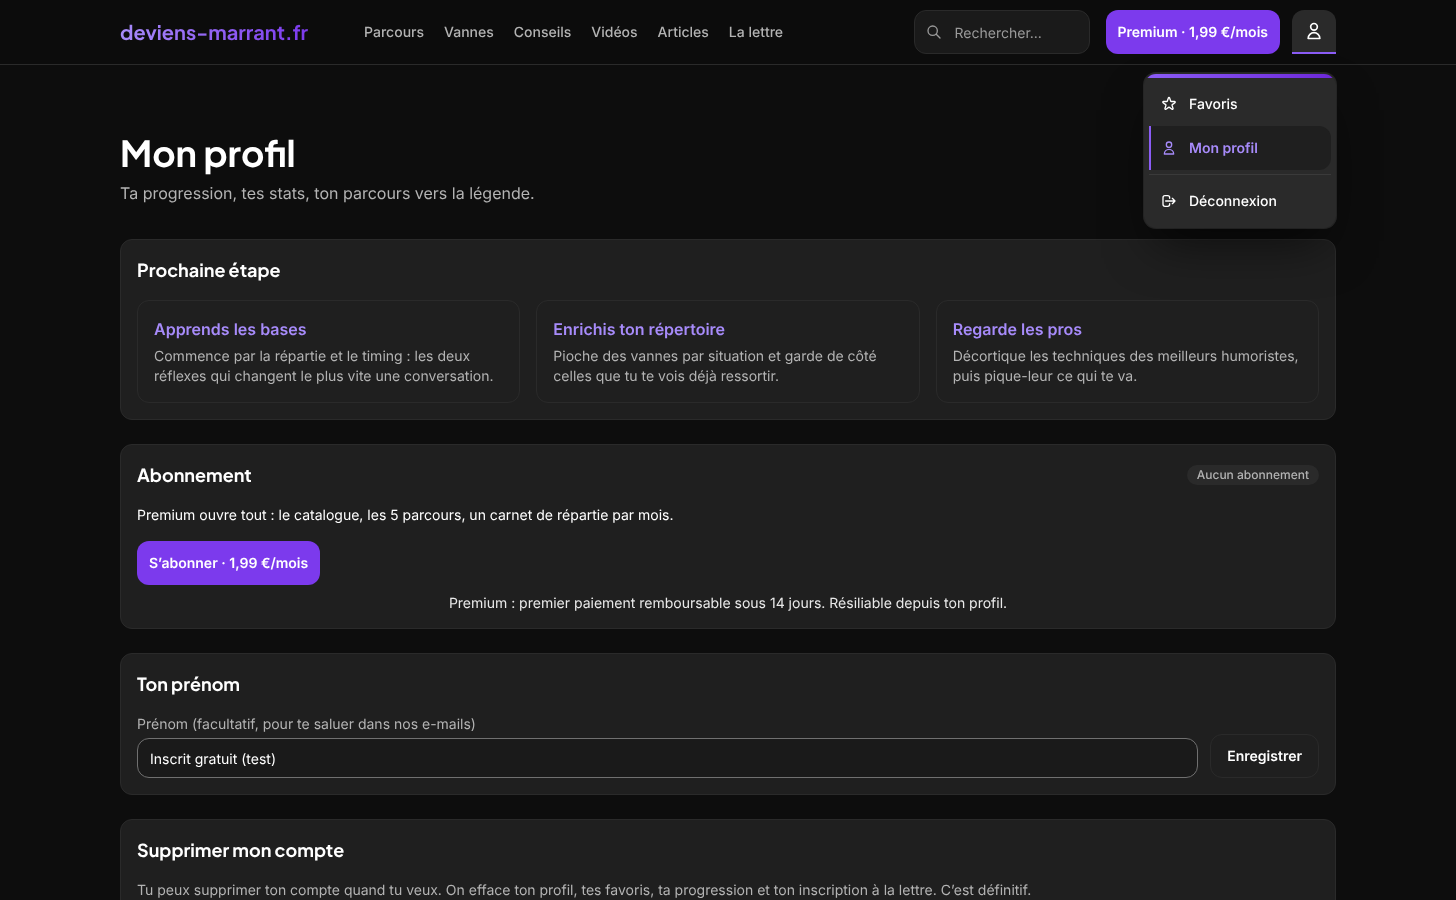 deviens-marrant.fr
Parcours
Vannes
Conseils
Vidéos
Articles
La lettre
Rechercher...
Premium · 1,99 €/mois
Favoris
Mon profil
Déconnexion
Mon profil
Ta progression, tes stats, ton parcours vers la légende.
Prochaine étape
Apprends les bases
Commence par la répartie et le timing : les deux
réflexes qui changent le plus vite une conversation.
Enrichis ton répertoire
Pioche des vannes par situation et garde de côté
celles que tu te vois déjà ressortir.
Regarde les pros
Décortique les techniques des meilleurs humoristes,
puis pique-leur ce qui te va.
Abonnement
Aucun abonnement
Premium ouvre tout : le catalogue, les 5 parcours, un carnet de répartie par mois.
S’abonner · 1,99 €/mois
Premium : premier paiement remboursable sous 14 jours. Résiliable depuis ton profil.
Ton prénom
Prénom (facultatif, pour te saluer dans nos e-mails)
Inscrit gratuit (test)
Enregistrer
Supprimer mon compte
Tu peux supprimer ton compte quand tu veux. On efface ton profil, tes favoris, ta progression et ton inscription à la lettre. C’est définitif.